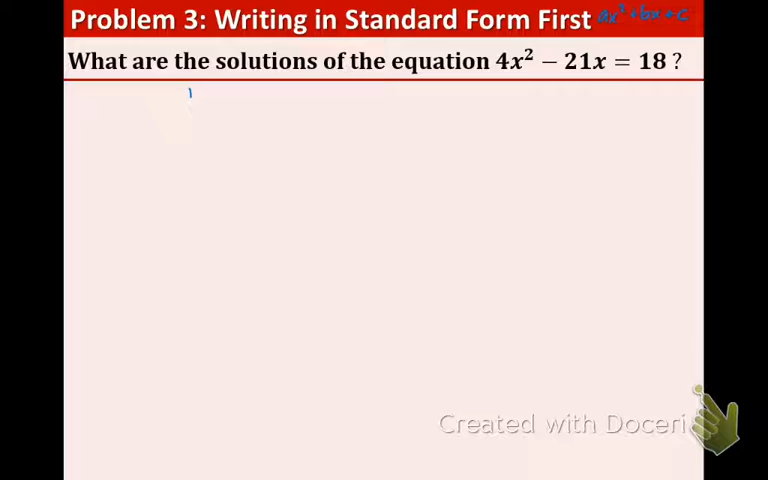 Problem 3: Writing in Standard Form First ax² + bx + c
What are the solutions of the equation 4x² − 21x = 18 ?
Created with Doceri